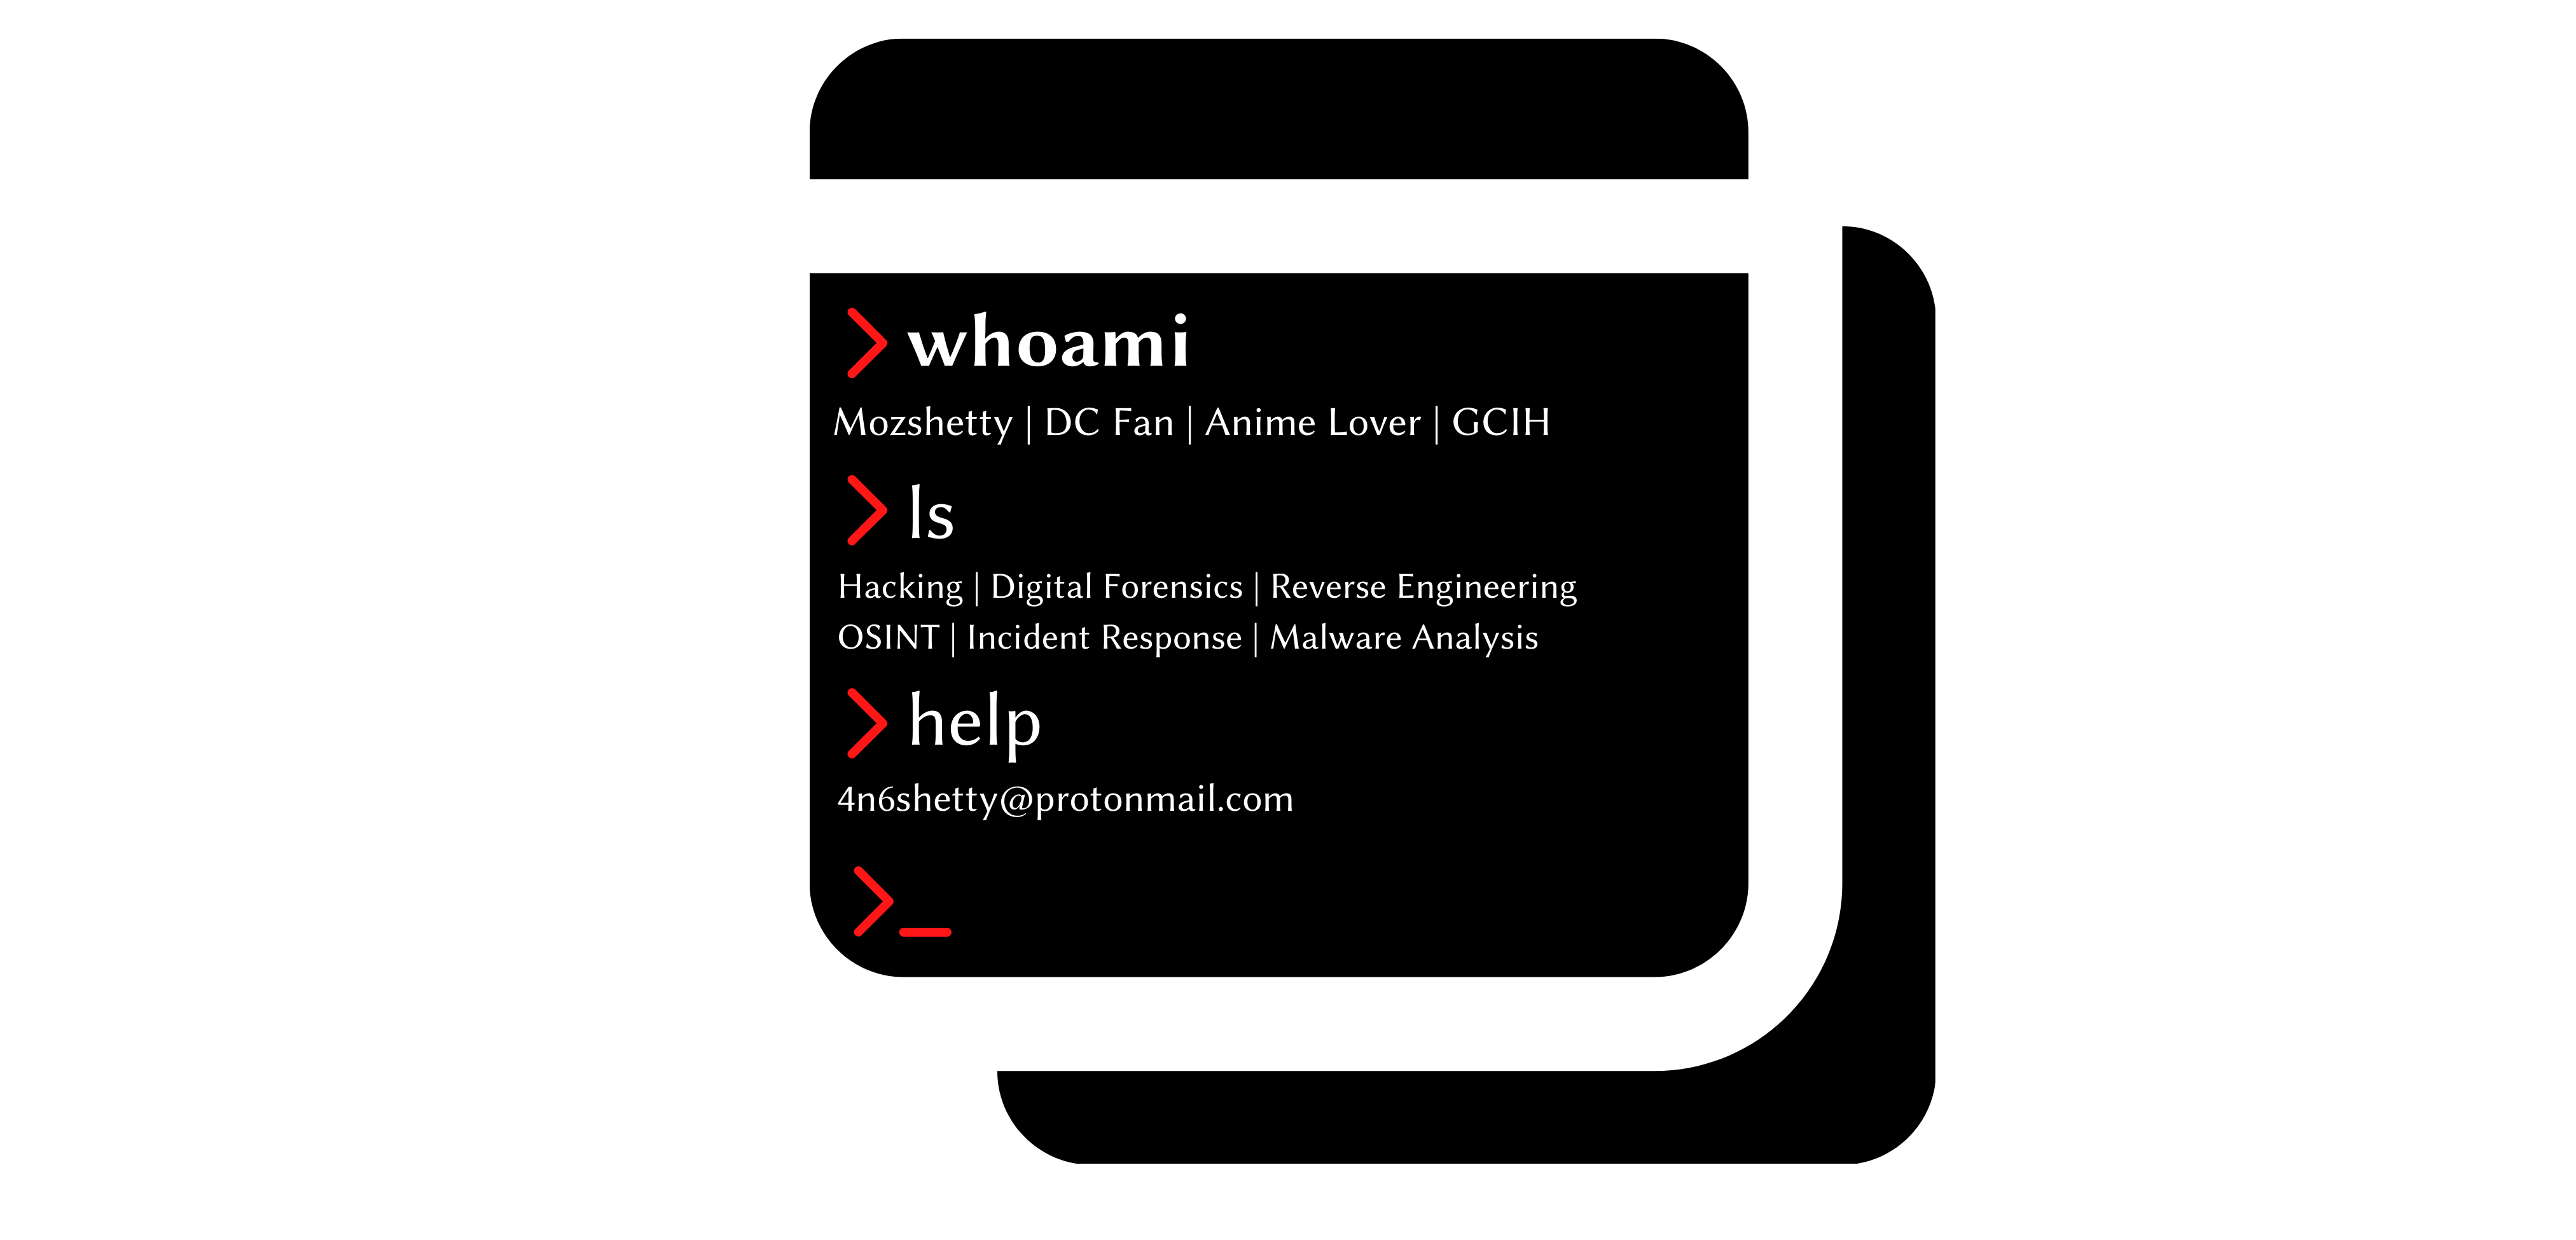 > whoami
Mozshetty | DC Fan | Anime Lover | GCIH
> ls
Hacking | Digital Forensics | Reverse Engineering
OSINT | Incident Response | Malware Analysis
> help
4n6shetty@protonmail.com
>_